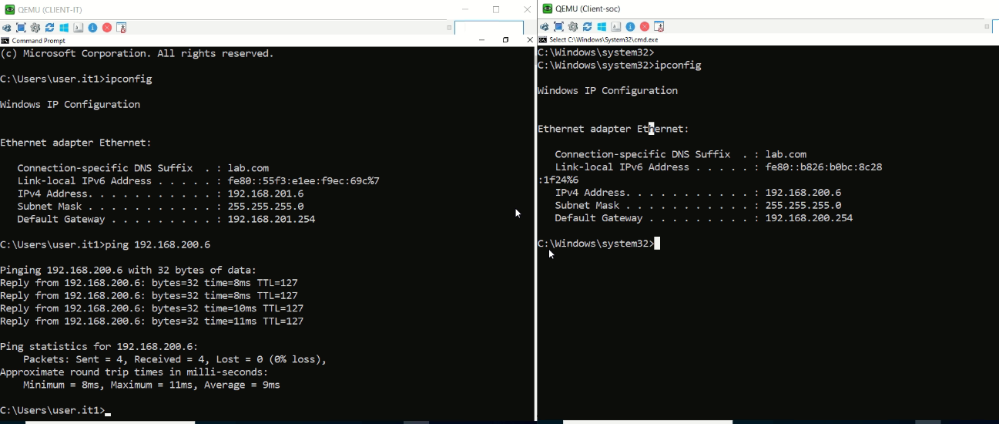 QEMU (CLIENT-IT)
Command Prompt
(c) Microsoft Corporation. All rights reserved.
C:\Users\user.it1>ipconfig
Windows IP Configuration
Ethernet adapter Ethernet:
Connection-specific DNS Suffix . : lab.com
Link-local IPv6 Address . . . . . : fe80::55f3:e1ee:f9ec:69c%7
IPv4 Address. . . . . . . . . . . : 192.168.201.6
Subnet Mask . . . . . . . . . . . : 255.255.255.0
Default Gateway . . . . . . . . . : 192.168.201.254
C:\Users\user.it1>ping 192.168.200.6
Pinging 192.168.200.6 with 32 bytes of data:
Reply from 192.168.200.6: bytes=32 time=8ms TTL=127
Reply from 192.168.200.6: bytes=32 time=8ms TTL=127
Reply from 192.168.200.6: bytes=32 time=10ms TTL=127
Reply from 192.168.200.6: bytes=32 time=11ms TTL=127
Ping statistics for 192.168.200.6:
Packets: Sent = 4, Received = 4, Lost = 0 (0% loss),
Approximate round trip times in milli-seconds:
Minimum = 8ms, Maximum = 11ms, Average = 9ms
C:\Users\user.it1>
QEMU (Client-soc)
Select C:\Windows\System32\cmd.exe
C:\Windows\system32>
C:\Windows\system32>ipconfig
Windows IP Configuration
Ethernet adapter Ethernet:
Connection-specific DNS Suffix . : lab.com
Link-local IPv6 Address . . . . . : fe80::b826:b0bc:8c28
:1f24%6
IPv4 Address. . . . . . . . . . . : 192.168.200.6
Subnet Mask . . . . . . . . . . . : 255.255.255.0
Default Gateway . . . . . . . . . : 192.168.200.254
C:\Windows\system32>